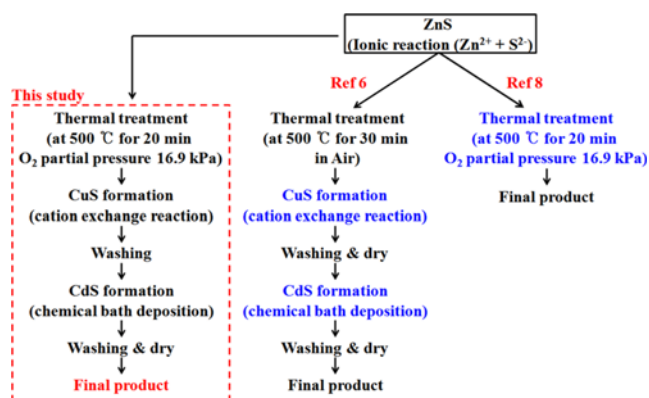 ZnS
(Ionic reaction (Zn²⁺ + S²⁻)
This study
Thermal treatment
(at 500 ℃ for 20 min
O₂ partial pressure 16.9 kPa)
CuS formation
(cation exchange reaction)
Washing
CdS formation
(chemical bath deposition)
Washing & dry
Final product
Ref 6
Thermal treatment
(at 500 ℃ for 30 min
in Air)
CuS formation
(cation exchange reaction)
Washing & dry
CdS formation
(chemical bath deposition)
Washing & dry
Final product
Ref 8
Thermal treatment
(at 500 ℃ for 20 min
O₂ partial pressure 16.9 kPa)
Final product